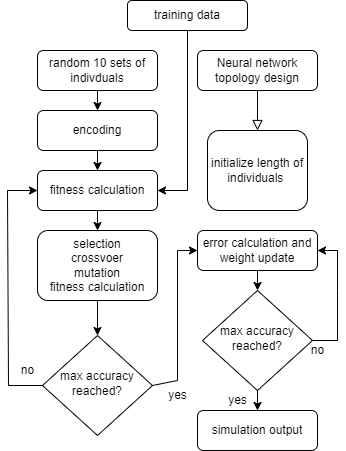 training data
random 10 sets of
indivduals
Neural network
topology design
encoding
initialize length of
individuals
fitness calculation
selection
crossvoer
mutation
fitness calculation
error calculation and
weight update
max accuracy
reached?
no
yes
max accuracy
reached?
no
yes
simulation output